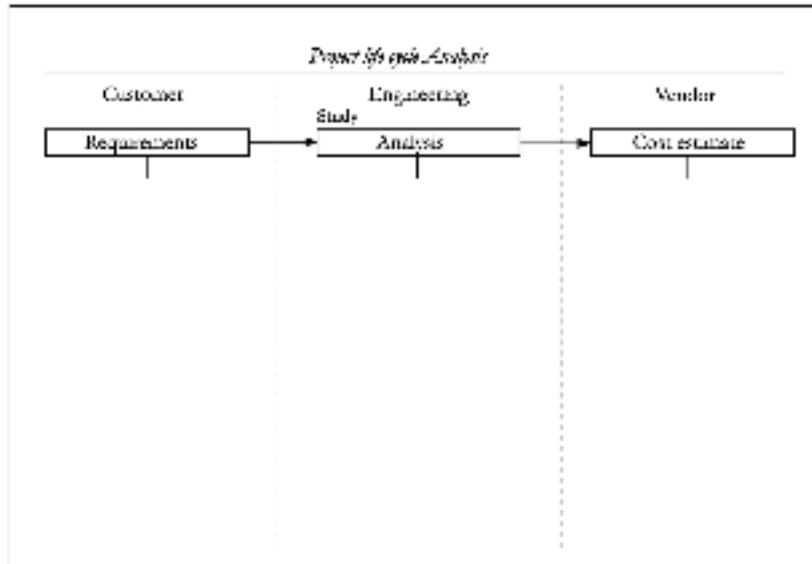 Project life cycle Analysis
Customer Engineering Vendor
Study
Requirements Analysis Cost estimate